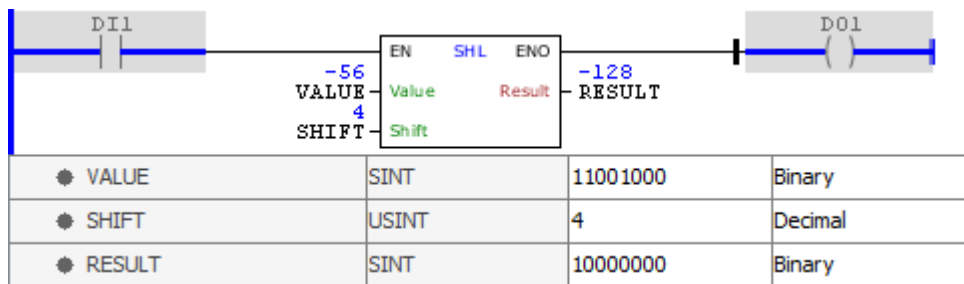 DI1 DO1
EN SHL ENO
-56 -128
VALUE Value Result RESULT
4
SHIFT Shift
VALUE SINT 11001000 Binary
SHIFT USINT 4 Decimal
RESULT SINT 10000000 Binary